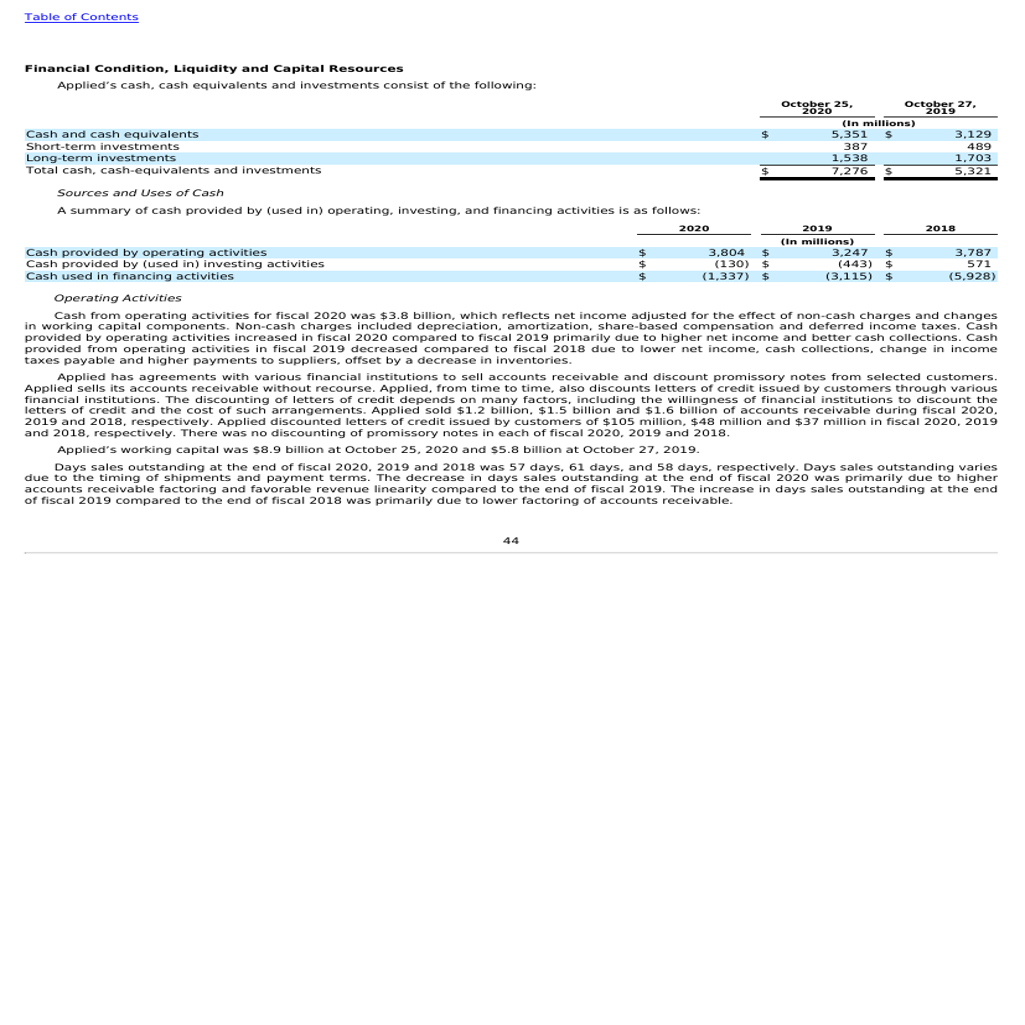 Table of Contents
Financial Condition, Liquidity and Capital Resources
Applied's cash, cash equivalents and investments consist of the following:
October 25, 2020 October 27, 2019
(In millions)
Cash and cash equivalents $ 5,351 $ 3,129
Short-term investments 387 489
Long-term investments 1,538 1,703
Total cash, cash-equivalents and investments $ 7,276 $ 5,321
Sources and Uses of Cash
A summary of cash provided by (used in) operating, investing, and financing activities is as follows:
2020 2019 2018
(In millions)
Cash provided by operating activities $ 3,804 $ 3,247 $ 3,787
Cash provided by (used in) investing activities $ (130) $ (443) $ 571
Cash used in financing activities $ (1,337) $ (3,115) $ (5,928)
Operating Activities
Cash from operating activities for fiscal 2020 was $3.8 billion, which reflects net income adjusted for the effect of non-cash charges and changes
in working capital components. Non-cash charges included depreciation, amortization, share-based compensation and deferred income taxes. Cash
provided by operating activities increased in fiscal 2020 compared to fiscal 2019 primarily due to higher net income and better cash collections. Cash
provided from operating activities in fiscal 2019 decreased compared to fiscal 2018 due to lower net income, cash collections, change in income
taxes payable and higher payments to suppliers, offset by a decrease in inventories.
Applied has agreements with various financial institutions to sell accounts receivable and discount promissory notes from selected customers.
Applied sells its accounts receivable without recourse. Applied, from time to time, also discounts letters of credit issued by customers through various
financial institutions. The discounting of letters of credit depends on many factors, including the willingness of financial institutions to discount the
letters of credit and the cost of such arrangements. Applied sold $1.2 billion, $1.5 billion and $1.6 billion of accounts receivable during fiscal 2020,
2019 and 2018, respectively. Applied discounted letters of credit issued by customers of $105 million, $48 million and $37 million in fiscal 2020, 2019
and 2018, respectively. There was no discounting of promissory notes in each of fiscal 2020, 2019 and 2018.
Applied's working capital was $8.9 billion at October 25, 2020 and $5.8 billion at October 27, 2019.
Days sales outstanding at the end of fiscal 2020, 2019 and 2018 was 57 days, 61 days, and 58 days, respectively. Days sales outstanding varies
due to the timing of shipments and payment terms. The decrease in days sales outstanding at the end of fiscal 2020 was primarily due to higher
accounts receivable factoring and favorable revenue linearity compared to the end of fiscal 2019. The increase in days sales outstanding at the end
of fiscal 2019 compared to the end of fiscal 2018 was primarily due to lower factoring of accounts receivable.
44